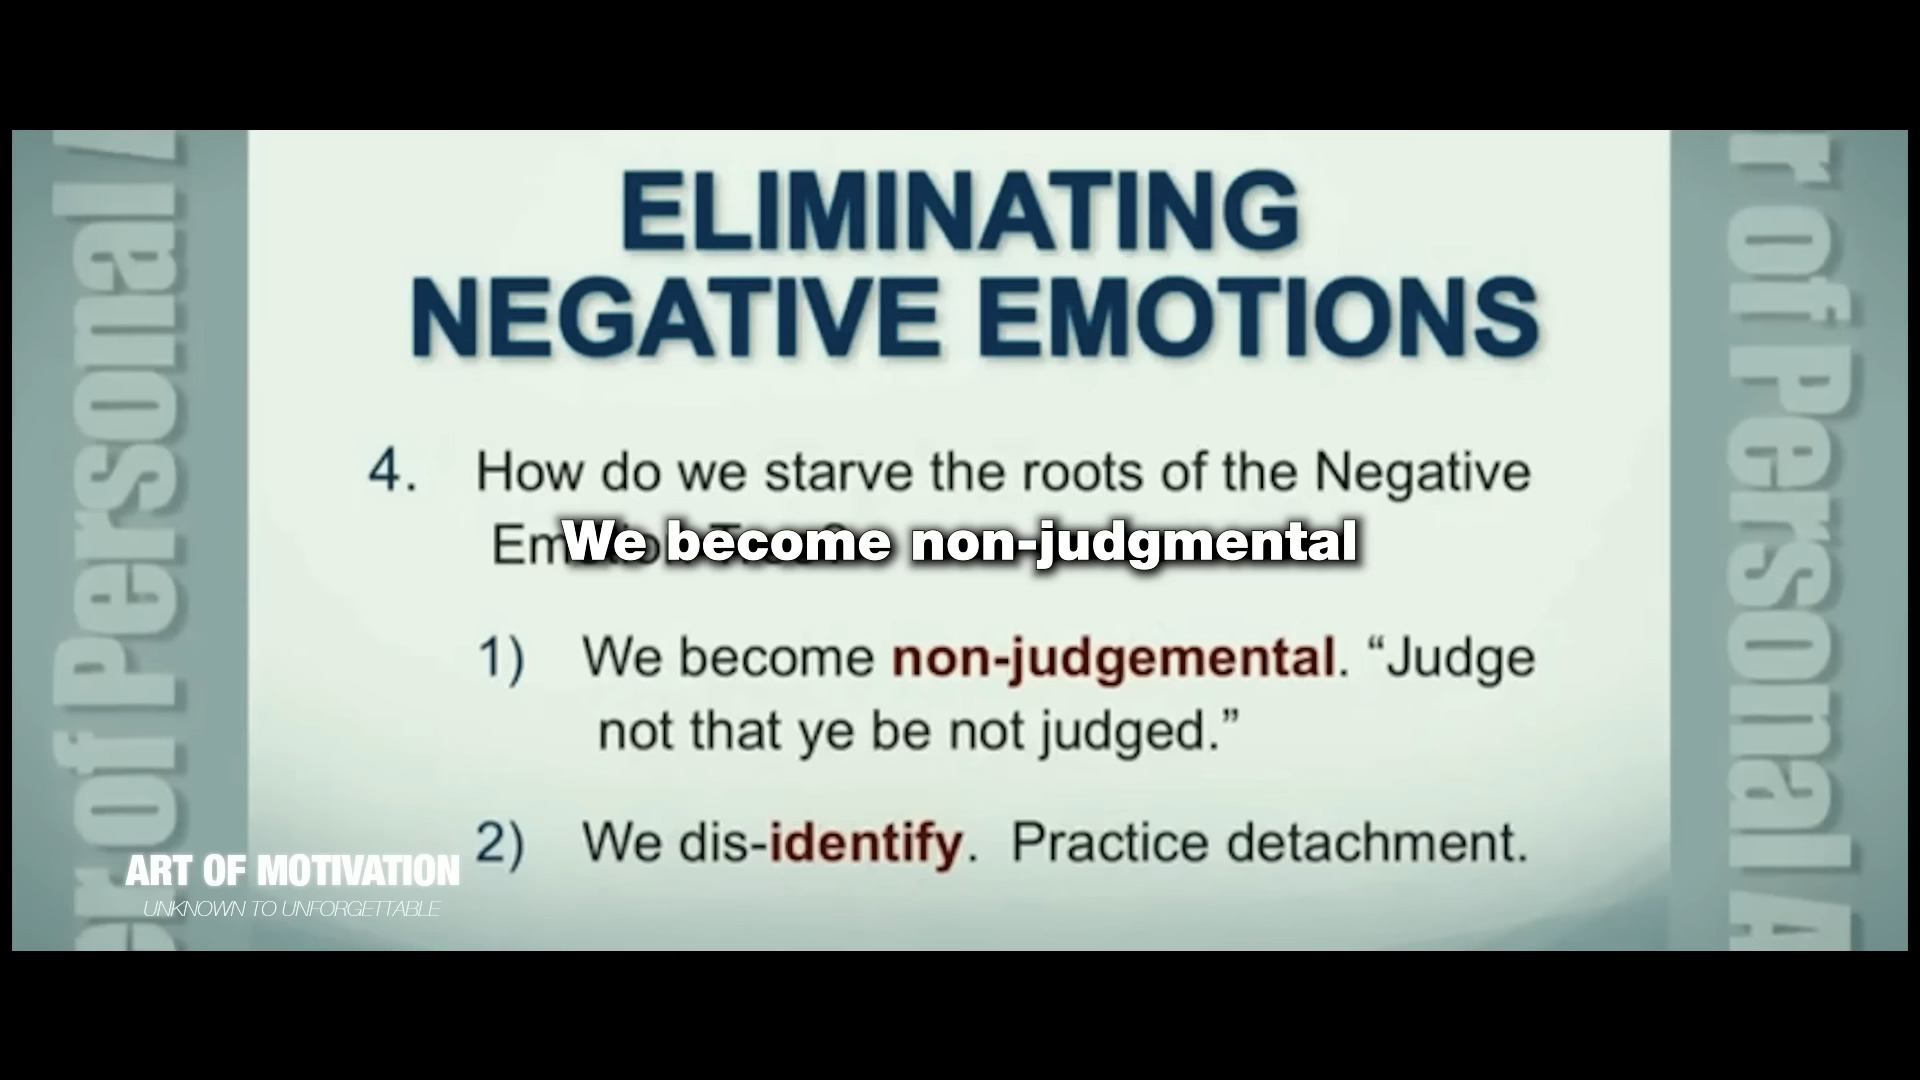 ELIMINATING
NEGATIVE EMOTIONS
4. How do we starve the roots of the Negative
We become non-judgmental
1) We become non-judgemental. “Judge
not that ye be not judged.”
2) We dis-identify. Practice detachment.
ART OF MOTIVATION
UNKNOWN TO UNFORGETTABLE
of Personal
of Personal